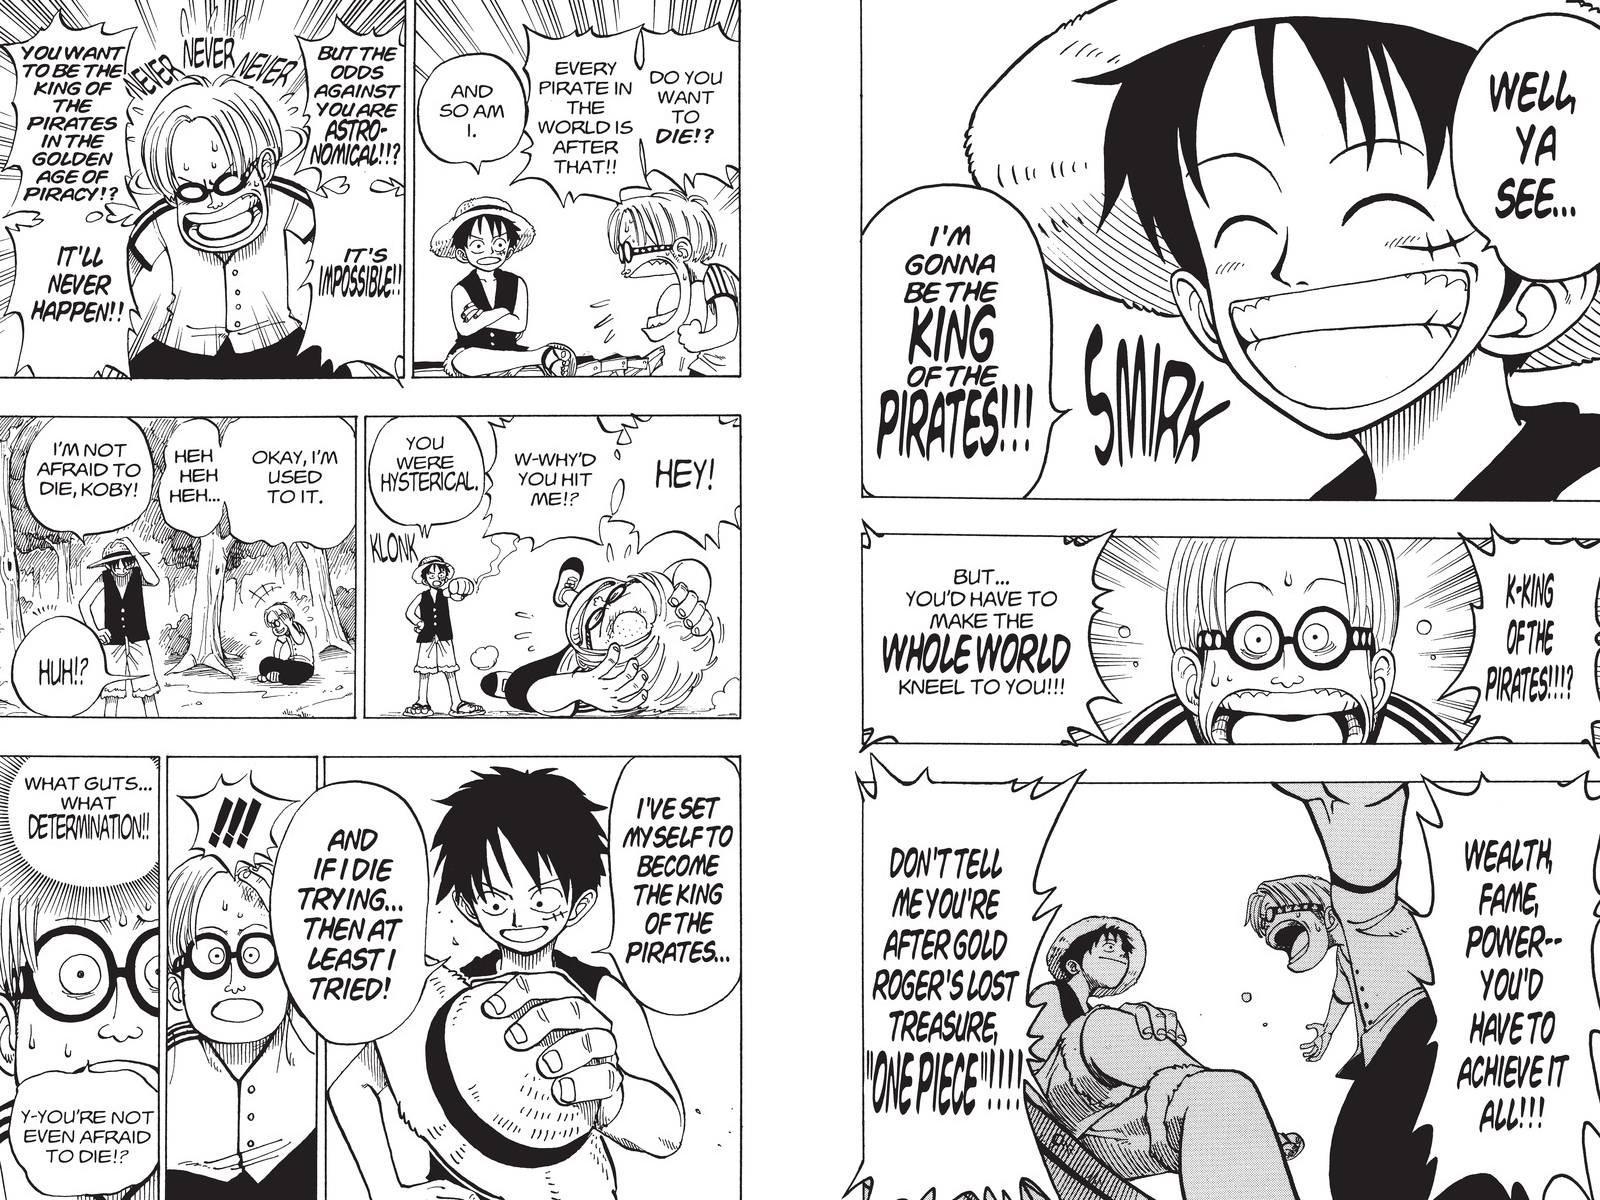 WELL,
YA
SEE...
I'M
GONNA
BE THE
KING
OF THE
PIRATES!!!
SMIRK
K-KING
OF THE
PIRATES!!!?
BUT...
YOU'D HAVE TO
MAKE THE
WHOLE WORLD
KNEEL TO YOU!!!
WEALTH,
FAME,
POWER--
YOU'D
HAVE TO
ACHIEVE IT
ALL!!!
DON'T TELL
ME YOU'RE
AFTER GOLD
ROGER'S LOST
TREASURE,
"ONE PIECE"!!!!
DO YOU
WANT
TO
DIE!?
EVERY
PIRATE IN
THE
WORLD IS
AFTER
THAT!!
AND
SO AM
I.
BUT THE
ODDS
AGAINST
YOU ARE
ASTRO-
NOMICAL!!?
IT'S
IMPOSSIBLE!!
NEVER
NEVER
NEVER
YOU WANT
TO BE THE
KING OF
THE
PIRATES
IN THE
GOLDEN
AGE OF
PIRACY!?
IT'LL
NEVER
HAPPEN!!
HEY!
W-WHY'D
YOU HIT
ME!?
YOU
WERE
HYSTERICAL.
KLONK
OKAY, I'M
USED
TO IT.
HEH
HEH
HEH...
I'M NOT
AFRAID TO
DIE, KOBY!
HUH!?
I'VE SET
MYSELF TO
BECOME
THE KING
OF THE
PIRATES...
AND
IF I DIE
TRYING...
THEN AT
LEAST I
TRIED!
!!!
WHAT GUTS...
WHAT
DETERMINATION!!
Y-YOU'RE NOT
EVEN AFRAID
TO DIE!?